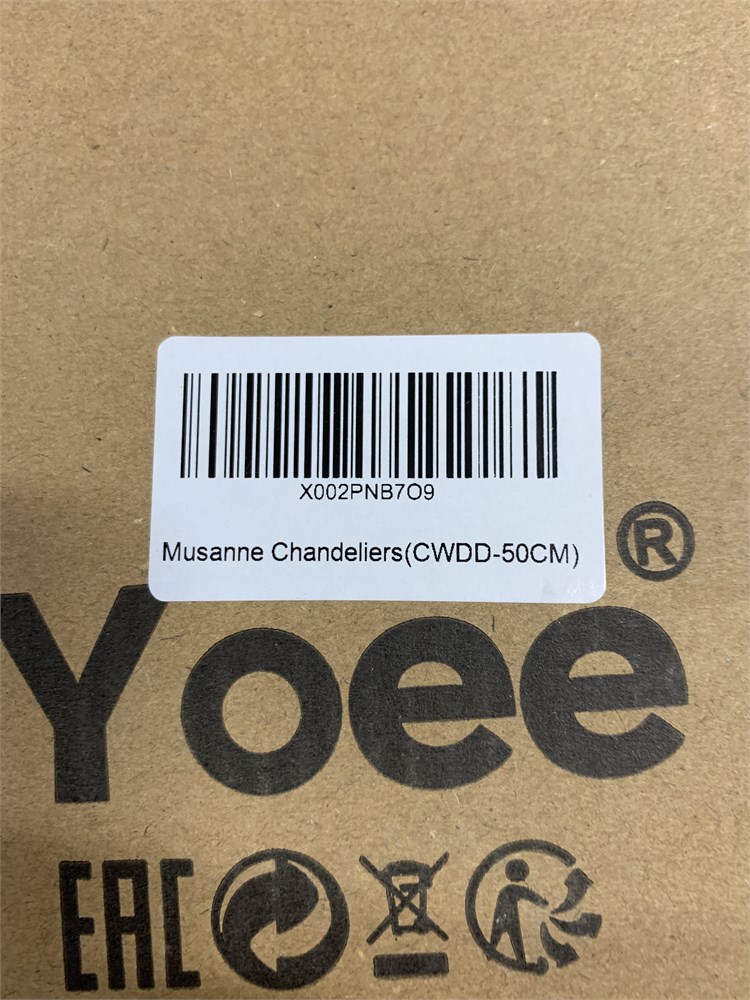 X002PNB7O9
Musanne Chandeliers(CWDD-50CM)
Yoee®
EAC